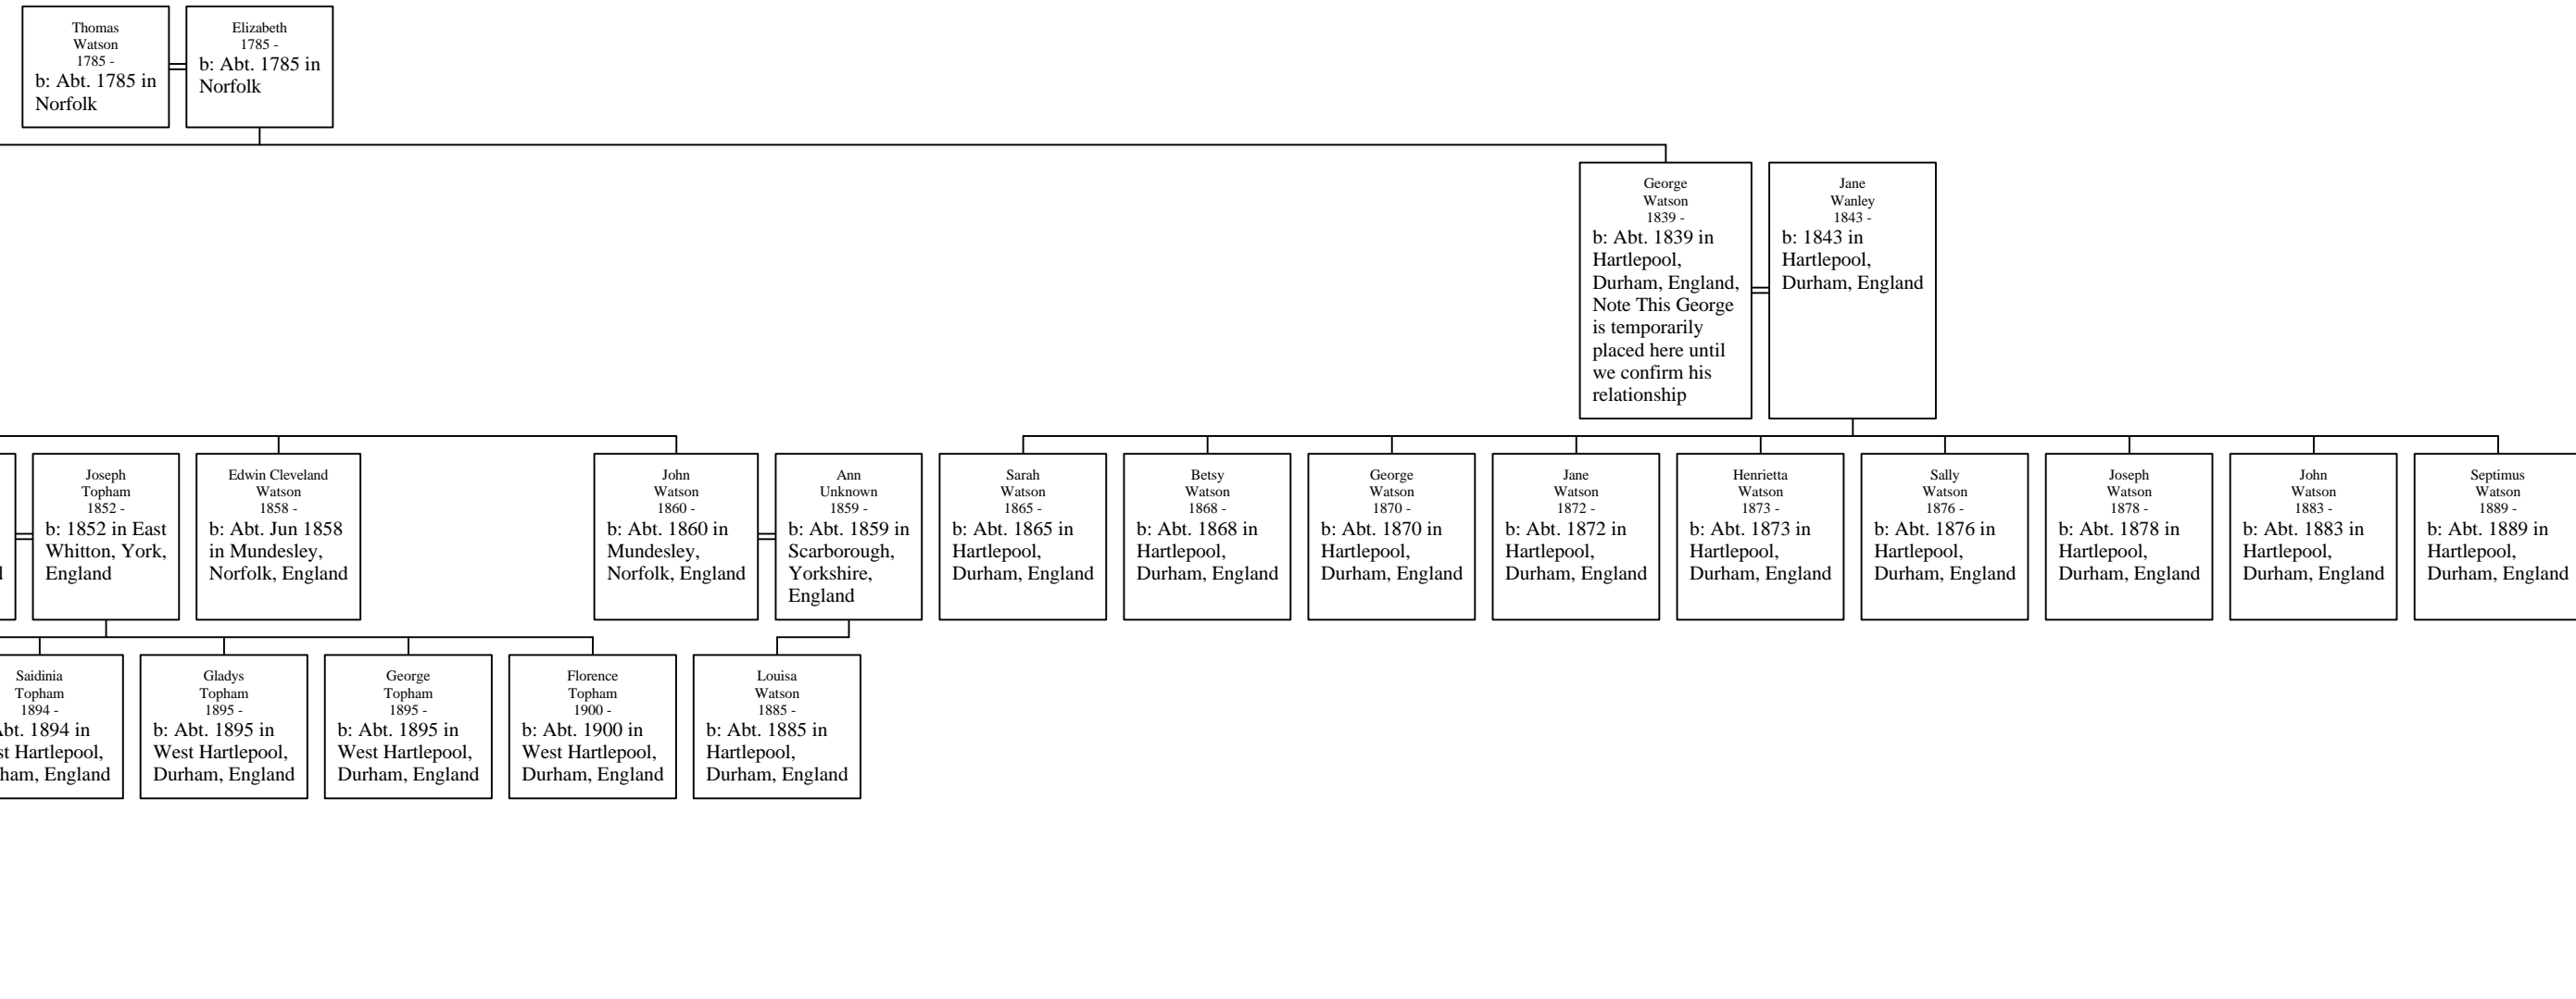 Thomas
Watson
1785 -
b: Abt. 1785 in
Norfolk
Elizabeth
1785 -
b: Abt. 1785 in
Norfolk
George
Watson
1839 -
b: Abt. 1839 in
Hartlepool,
Durham, England,
Note This George
is temporarily
placed here until
we confirm his
relationship
Jane
Wanley
1843 -
b: 1843 in
Hartlepool,
Durham, England
Joseph
Topham
1852 -
b: 1852 in East
Whitton, York,
England
Edwin Cleveland
Watson
1858 -
b: Abt. Jun 1858
in Mundesley,
Norfolk, England
John
Watson
1860 -
b: Abt. 1860 in
Mundesley,
Norfolk, England
Ann
Unknown
1859 -
b: Abt. 1859 in
Scarborough,
Yorkshire,
England
Sarah
Watson
1865 -
b: Abt. 1865 in
Hartlepool,
Durham, England
Betsy
Watson
1868 -
b: Abt. 1868 in
Hartlepool,
Durham, England
George
Watson
1870 -
b: Abt. 1870 in
Hartlepool,
Durham, England
Jane
Watson
1872 -
b: Abt. 1872 in
Hartlepool,
Durham, England
Henrietta
Watson
1873 -
b: Abt. 1873 in
Hartlepool,
Durham, England
Sally
Watson
1876 -
b: Abt. 1876 in
Hartlepool,
Durham, England
Joseph
Watson
1878 -
b: Abt. 1878 in
Hartlepool,
Durham, England
John
Watson
1883 -
b: Abt. 1883 in
Hartlepool,
Durham, England
Septimus
Watson
1889 -
b: Abt. 1889 in
Hartlepool,
Durham, England
Saidinia
Topham
1894 -
1894 in
Hartlepool,
England
Gladys
Topham
1895 -
b: Abt. 1895 in
West Hartlepool,
Durham, England
George
Topham
1895 -
b: Abt. 1895 in
West Hartlepool,
Durham, England
Florence
Topham
1900 -
b: Abt. 1900 in
West Hartlepool,
Durham, England
Louisa
Watson
1885 -
b: Abt. 1885 in
Hartlepool,
Durham, England